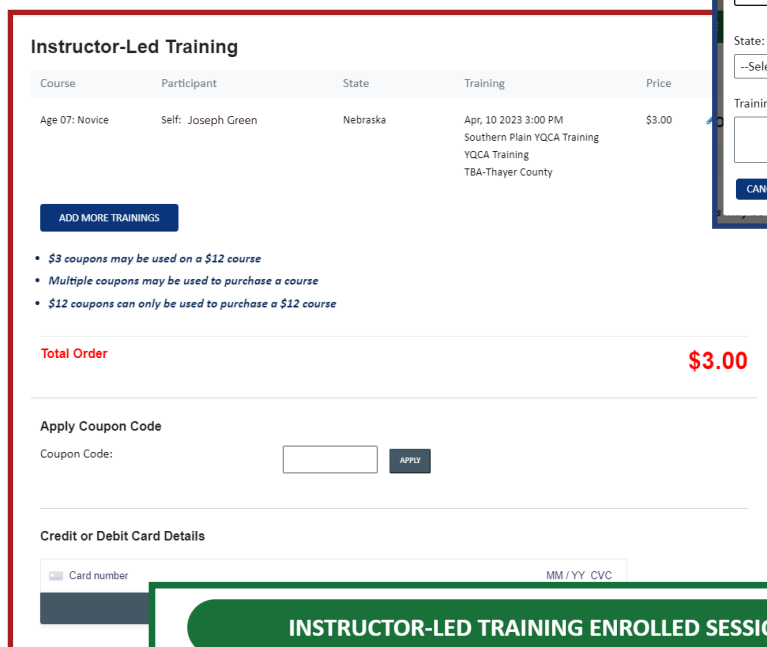 Instructor-Led Training
Course Participant State Training Price
Age 07: Novice Self: Joseph Green Nebraska Apr, 10 2023 3:00 PM $3.00
Southern Plain YQCA Training
YQCA Training
TBA-Thayer County
ADD MORE TRAININGS
• $3 coupons may be used on a $12 course
• Multiple coupons may be used to purchase a course
• $12 coupons can only be used to purchase a $12 course
Total Order $3.00
Apply Coupon Code
Coupon Code: APPLY
Credit or Debit Card Details
Card number MM / YY CVC
State:
--Sele
Trainin
CAN
INSTRUCTOR-LED TRAINING ENROLLED SESSIO